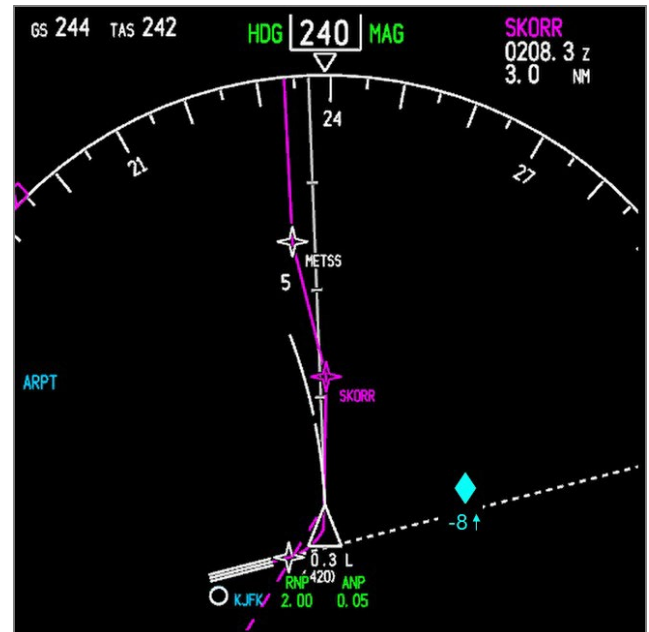 GS 244 TAS 242
HDG 240 MAG
SKORR
0208.3 Z
3.0 NM
24
21
27
METSS
5
ARPT
SKORR
-8↑
0.3 L
(420)
RNP ANP
2.00 0.05
KJFK